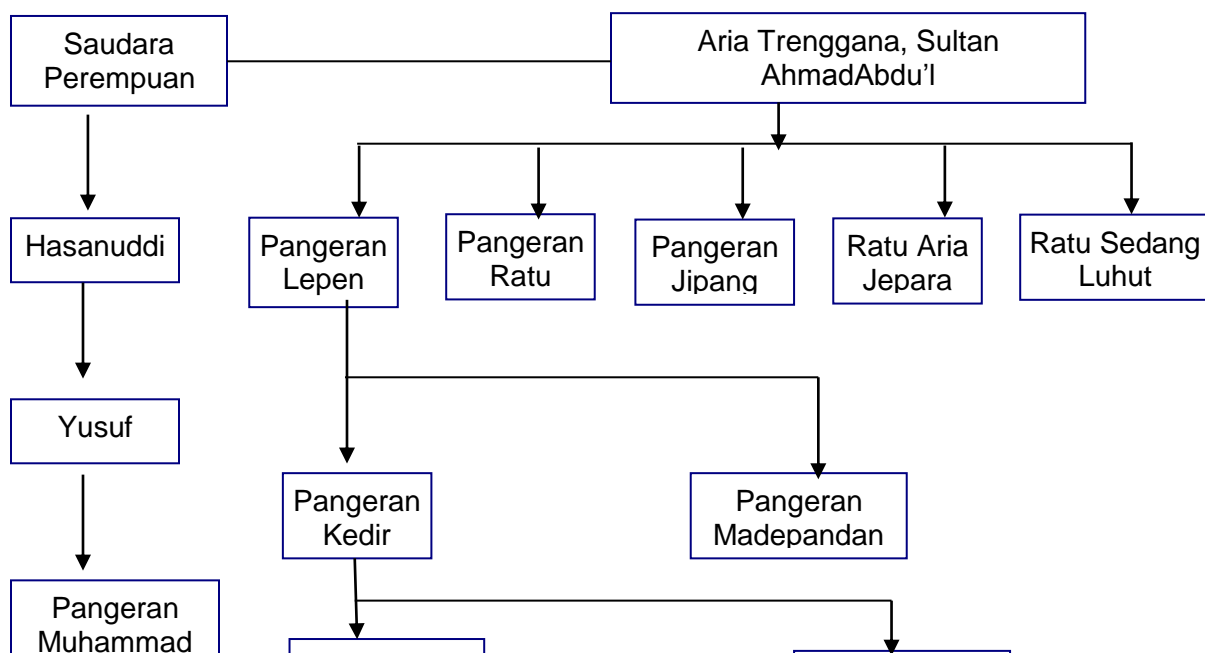 Saudara
Perempuan
Aria Trenggana, Sultan
AhmadAbdu’l
Hasanuddi
Pangeran
Lepen
Pangeran
Ratu
Pangeran
Jipang
Ratu Aria
Jepara
Ratu Sedang
Luhut
Yusuf
Pangeran
Kedir
Pangeran
Madepandan
Pangeran
Muhammad